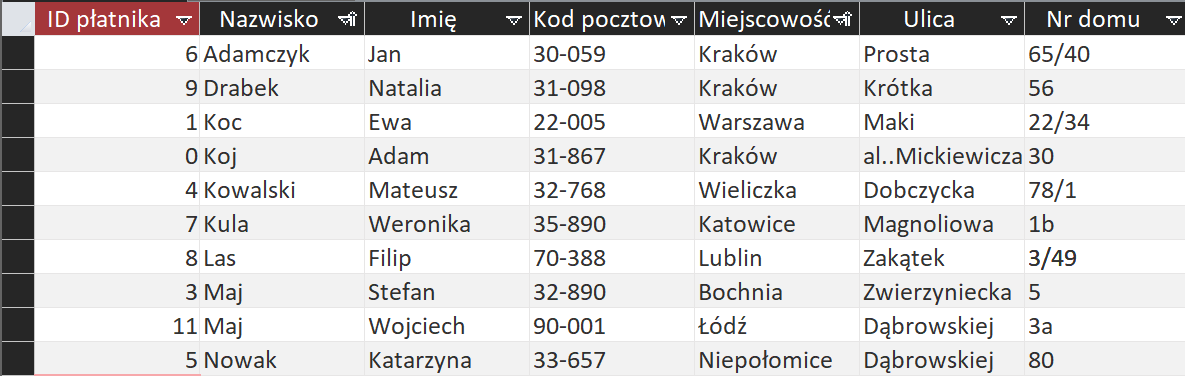 ID płatnika Nazwisko Imię Kod pocztow Miejscowość Ulica Nr domu
6 Adamczyk Jan 30-059 Kraków Prosta 65/40
9 Drabek Natalia 31-098 Kraków Krótka 56
1 Koc Ewa 22-005 Warszawa Maki 22/34
0 Koj Adam 31-867 Kraków al..Mickiewicza 30
4 Kowalski Mateusz 32-768 Wieliczka Dobczycka 78/1
7 Kula Weronika 35-890 Katowice Magnoliowa 1b
8 Las Filip 70-388 Lublin Zakątek 3/49
3 Maj Stefan 32-890 Bochnia Zwierzyniecka 5
11 Maj Wojciech 90-001 Łódź Dąbrowskiej 3a
5 Nowak Katarzyna 33-657 Niepołomice Dąbrowskiej 80